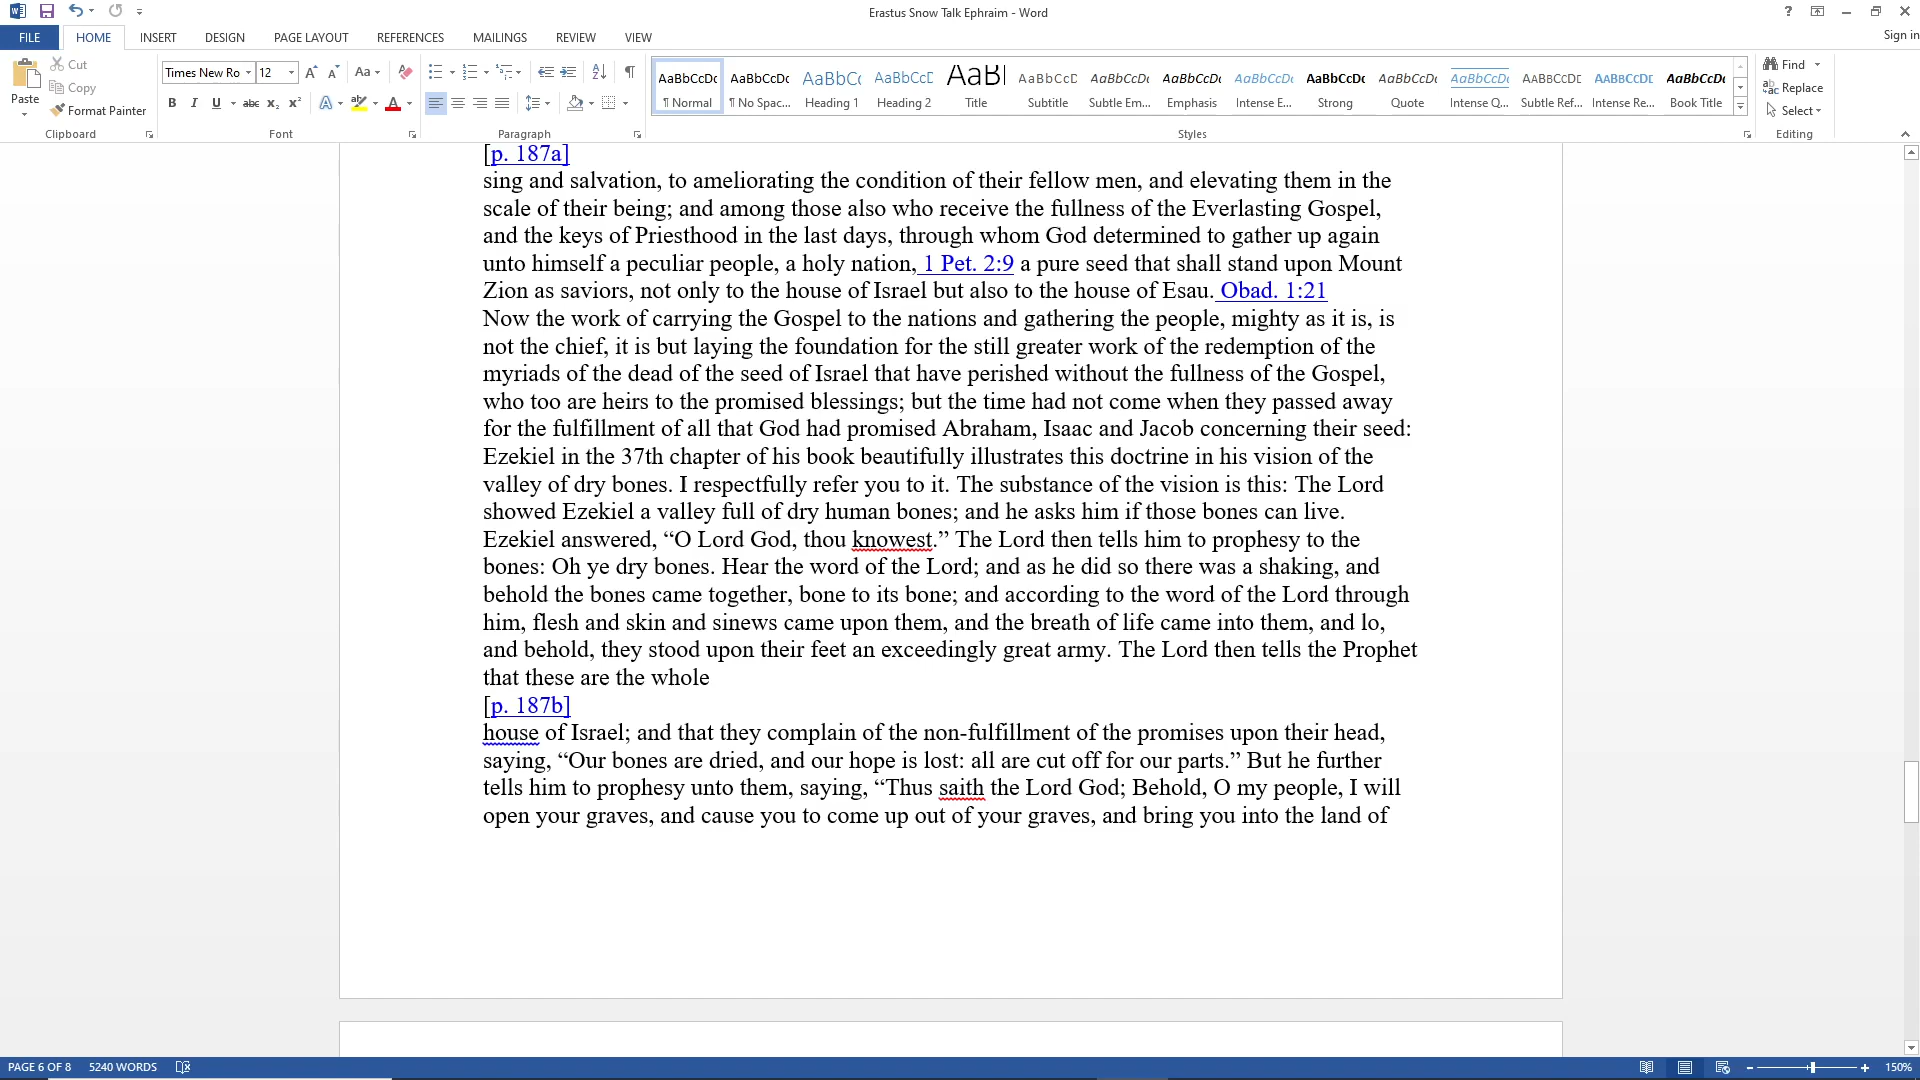 Erastus Snow Talk Ephraim - Word
?
FILE HOME INSERT DESIGN PAGE LAYOUT REFERENCES MAILINGS REVIEW VIEW
Sign in
Paste
Cut
Copy
Format Painter
Clipboard
Times New Ro 12
Font
Paragraph
AaBbCcDc AaBbCcDc AaBbCc AaBbCcE AaB AaBbCcC AaBbCcDc AaBbCcDc AaBbCcDc AaBbCcDc AaBbCcDc AaBbCcDc AABBCCDE AABBCCDE AaBbCcDc
¶ Normal ¶ No Spac... Heading 1 Heading 2 Title Subtitle Subtle Em... Emphasis Intense E... Strong Quote Intense Q... Subtle Ref... Intense Re... Book Title
Styles
Find
Replace
Select
Editing
[p. 187a]
sing and salvation, to ameliorating the condition of their fellow men, and elevating them in the
scale of their being; and among those also who receive the fullness of the Everlasting Gospel,
and the keys of Priesthood in the last days, through whom God determined to gather up again
unto himself a peculiar people, a holy nation, 1 Pet. 2:9 a pure seed that shall stand upon Mount
Zion as saviors, not only to the house of Israel but also to the house of Esau. Obad. 1:21
Now the work of carrying the Gospel to the nations and gathering the people, mighty as it is, is
not the chief, it is but laying the foundation for the still greater work of the redemption of the
myriads of the dead of the seed of Israel that have perished without the fullness of the Gospel,
who too are heirs to the promised blessings; but the time had not come when they passed away
for the fulfillment of all that God had promised Abraham, Isaac and Jacob concerning their seed:
Ezekiel in the 37th chapter of his book beautifully illustrates this doctrine in his vision of the
valley of dry bones. I respectfully refer you to it. The substance of the vision is this: The Lord
showed Ezekiel a valley full of dry human bones; and he asks him if those bones can live.
Ezekiel answered, “O Lord God, thou knowest.” The Lord then tells him to prophesy to the
bones: Oh ye dry bones. Hear the word of the Lord; and as he did so there was a shaking, and
behold the bones came together, bone to its bone; and according to the word of the Lord through
him, flesh and skin and sinews came upon them, and the breath of life came into them, and lo,
and behold, they stood upon their feet an exceedingly great army. The Lord then tells the Prophet
that these are the whole
[p. 187b]
house of Israel; and that they complain of the non-fulfillment of the promises upon their head,
saying, “Our bones are dried, and our hope is lost: all are cut off for our parts.” But he further
tells him to prophesy unto them, saying, “Thus saith the Lord God; Behold, O my people, I will
open your graves, and cause you to come up out of your graves, and bring you into the land of
PAGE 6 OF 8 5240 WORDS
150%